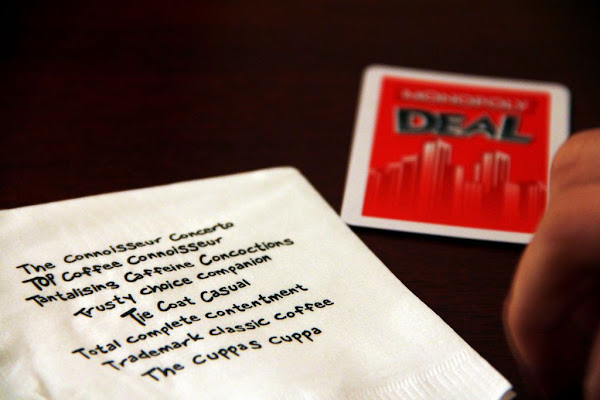 MONOPOLY
DEAL
The Connoisseur Concerto
TOP Coffee Connoisseur
Tantalising Caffeine Concoctions
Trusty choice companion
Tie Coat Casual
Total complete contentment
Trademark classic coffee
The Cuppas Cuppa